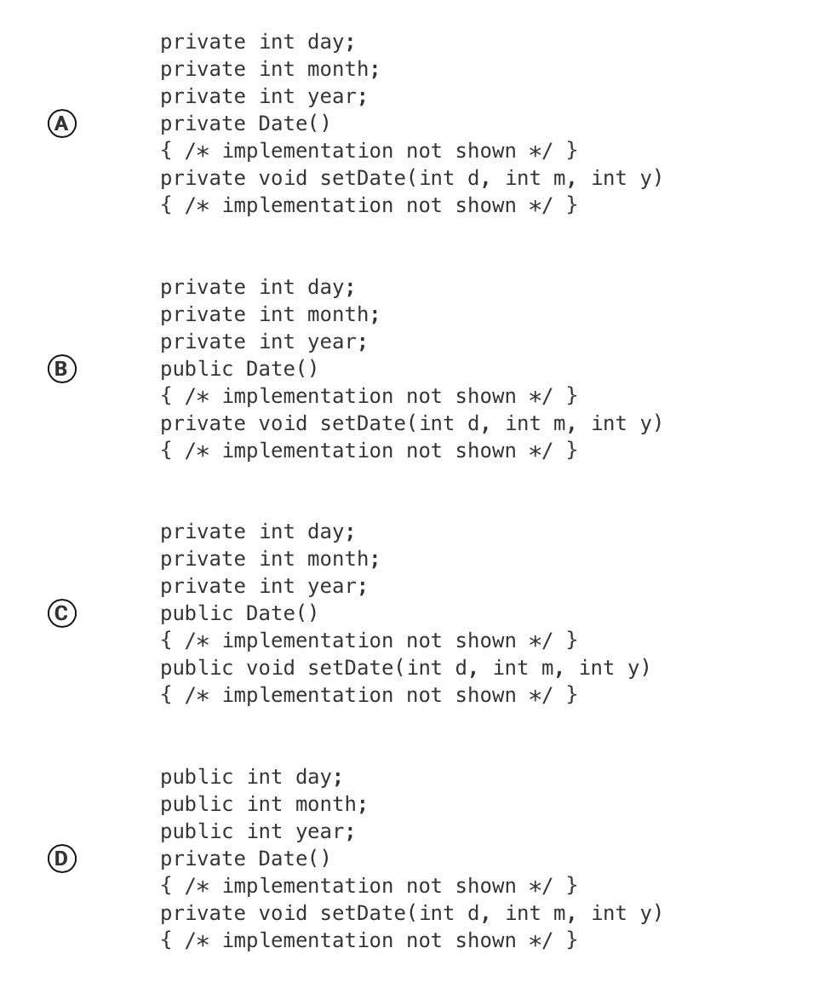 private int day;
private int month;
private int year;
A private Date()
{ /* implementation not shown */ }
private void setDate(int d, int m, int y)
{ /* implementation not shown */ }
private int day;
private int month;
private int year;
B public Date()
{ /* implementation not shown */ }
private void setDate(int d, int m, int y)
{ /* implementation not shown */ }
private int day;
private int month;
private int year;
C public Date()
{ /* implementation not shown */ }
public void setDate(int d, int m, int y)
{ /* implementation not shown */ }
public int day;
public int month;
public int year;
D private Date()
{ /* implementation not shown */ }
private void setDate(int d, int m, int y)
{ /* implementation not shown */ }